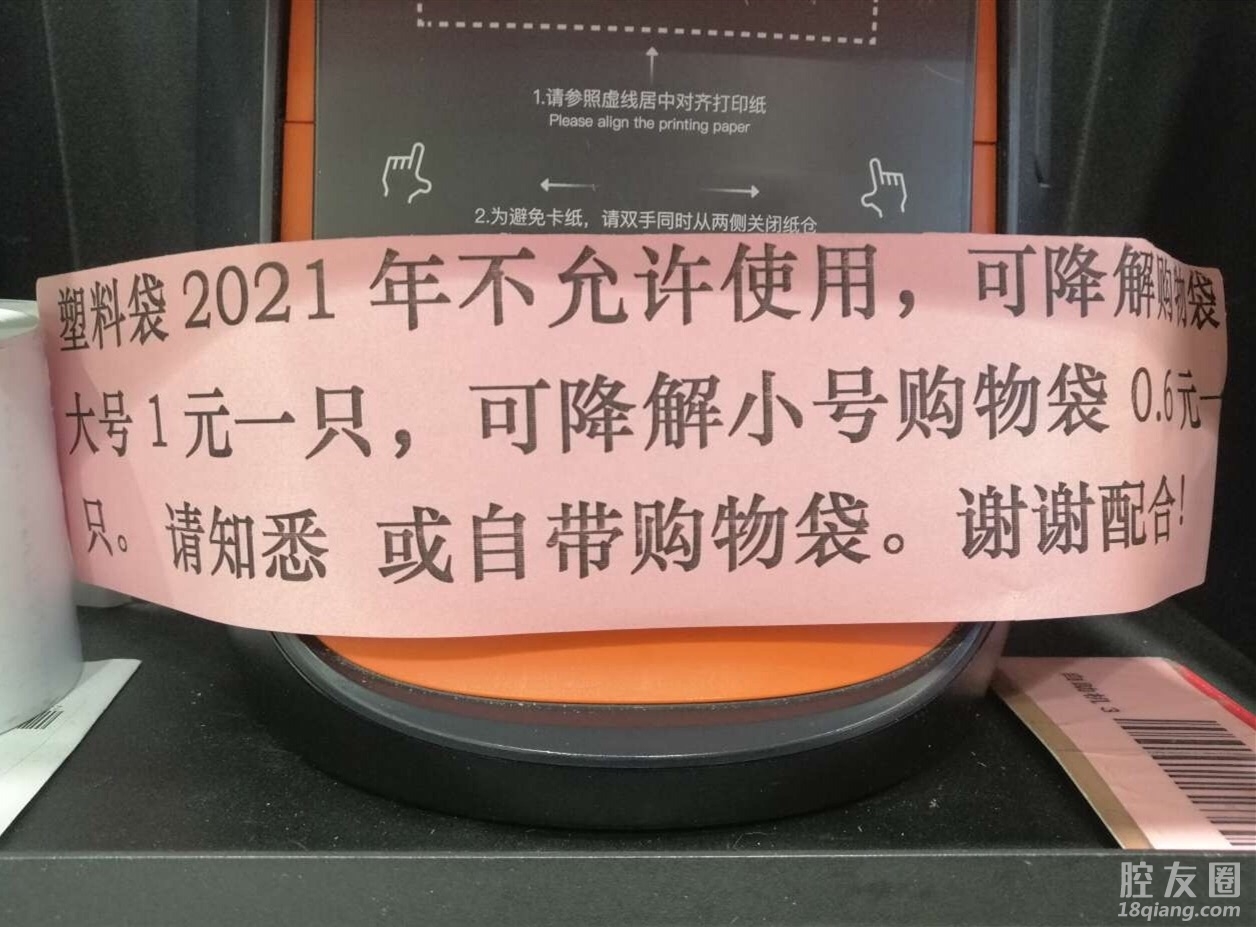 1.请参照虚线居中对齐打印纸
Please align the printing paper
2.为避免卡纸，请双手同时从两侧关闭纸仓
塑料袋2021年不允许使用，可降解购物袋
大号1元一只，可降解小号购物袋0.6元一
只。请知悉 或自带购物袋。谢谢配合!
自助机3
腔友圈
18qiang.com